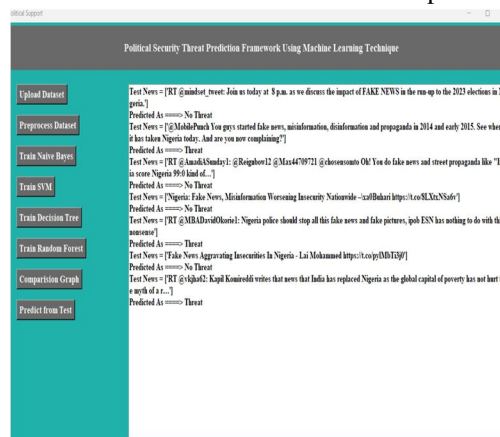 olitical Support
Political Security Threat Prediction Framework Using Machine Learning Technique
Upload Dataset
Preprocess Dataset
Train Naive Bayes
Train SVM
Train Decision Tree
Train Random Forest
Comparision Graph
Predict from Test
Test News = ['RT @mindset_tweet: Join us today at 8 p.m. as we discuss the impact of FAKE NEWS in the run-up to the 2023 elections in
geria.']
Predicted As ====> No Threat
Test News = ['@MobilePunch You guys started fake news, misinformation, disinformation and propaganda in 2014 and early 2015. See
it has taken Nigeria today. And are you now complaining?']
Predicted As ====> Threat
Test News = ['RT @AmadiASunday1: @Reignbow12 @Max44709721 @chosensomto Oh! You do fake news and street propaganda like "
ia score Nigeria 99:0 kind of...']
Predicted As ====> Threat
Test News = ['Nigeria: Fake News, Misinformation Worsening Insecurity Nationwide –\xa0Buhari https://t.co/8LXtxNSa6v']
Predicted As ====> No Threat
Test News = ['RT @MBADavidOkorie1: Nigeria police should stop all this fake news and fake pictures, ipob ESN has nothing to do with
nonsense']
Predicted As ====> Threat
Test News = ['Fake News Aggravating Insecurities In Nigeria - Lai Mohammed https://t.co/pylMbTi3j0']
Predicted As ====> No Threat
Test News = ['RT @vkjha62: Kapil Komireddi writes that news that India has replaced Nigeria as the global capital of poverty has not hurt
e myth of a r…']
Predicted As ====> Threat